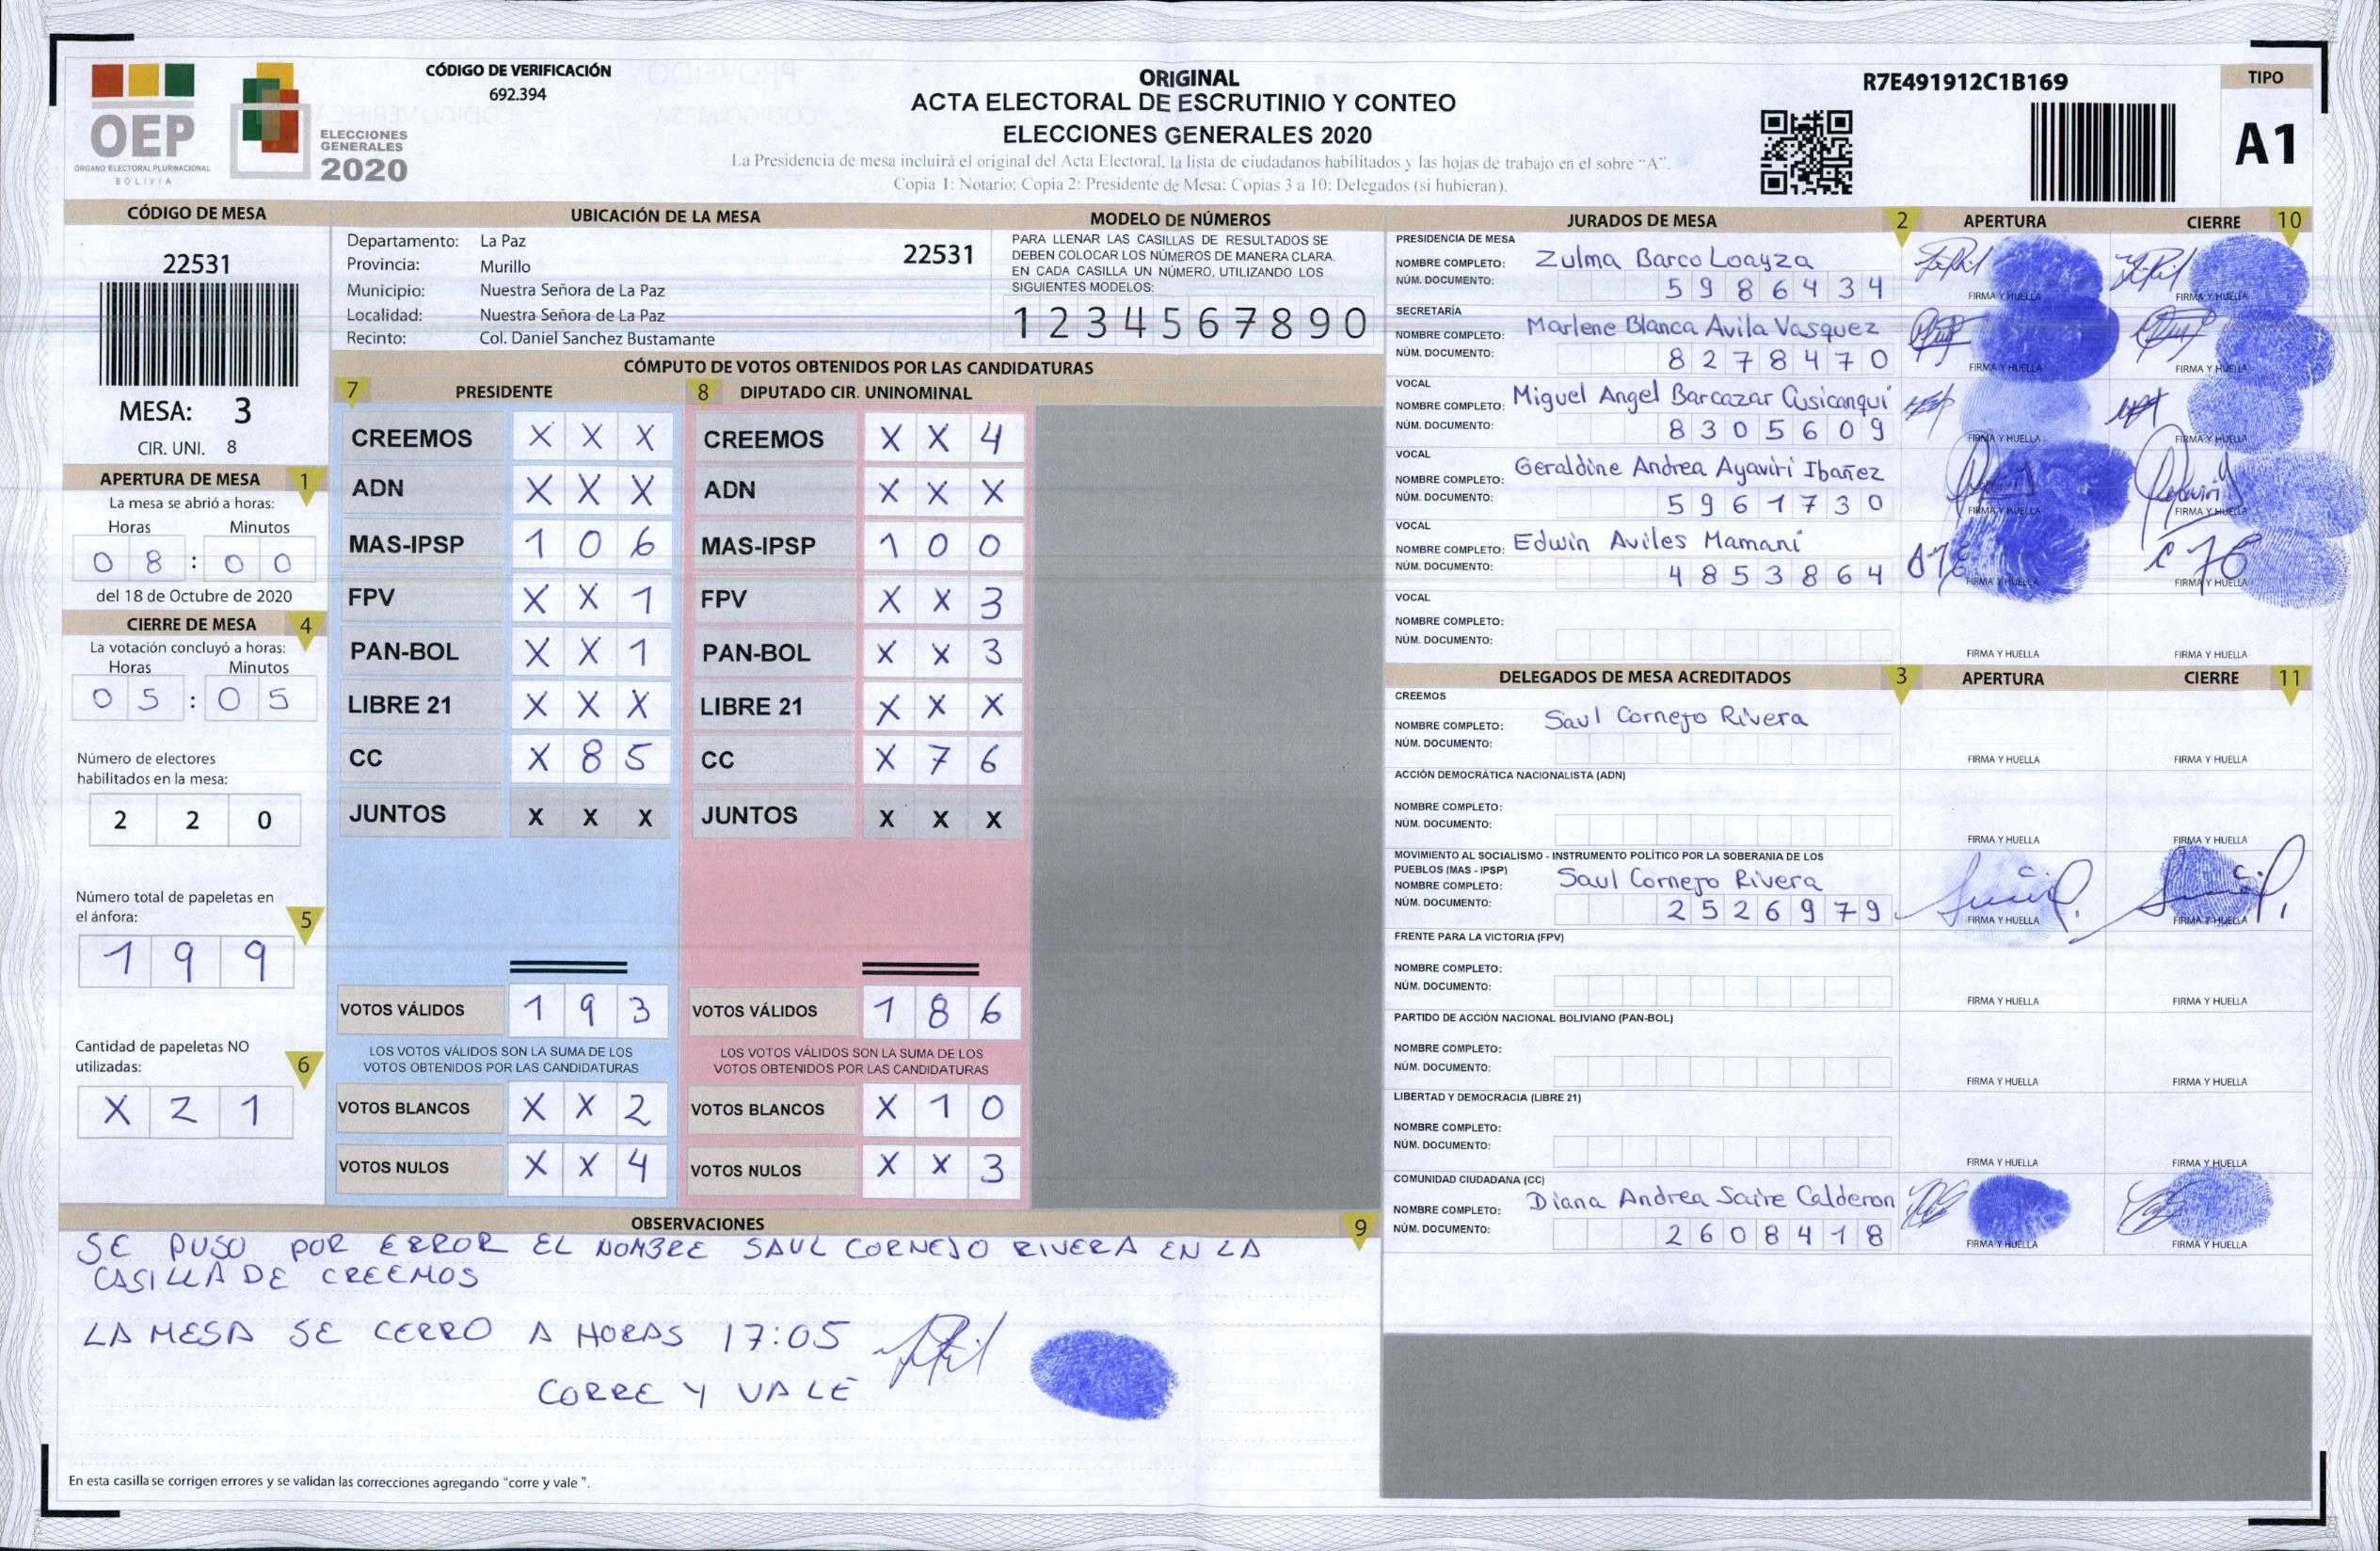 OEP
ÓRGANO ELECTORAL PLURINACIONAL
BOLIVIA
ELECCIONES
GENERALES
2020
CÓDIGO DE VERIFICACIÓN
692.394
ORIGINAL
ACTA ELECTORAL DE ESCRUTINIO Y CONTEO
ELECCIONES GENERALES 2020
La Presidencia de mesa incluirá el original del Acta Electoral, la lista de ciudadanos habilitados y las hojas de trabajo en el sobre "A".
Copia 1: Notario; Copia 2: Presidente de Mesa; Copias 3 a 10: Delegados (si hubieran).
R7E491912C1B169
TIPO
A1
CÓDIGO DE MESA
22531
MESA: 3
CIR. UNI. 8
APERTURA DE MESA 1
La mesa se abrió a horas:
Horas Minutos
0 8 : 0 0
del 18 de Octubre de 2020
CIERRE DE MESA 4
La votación concluyó a horas:
Horas Minutos
0 5 : 0 5
Número de electores
habilitados en la mesa:
2 2 0
Número total de papeletas en
el ánfora: 5
1 9 9
Cantidad de papeletas NO
utilizadas: 6
X 2 1
UBICACIÓN DE LA MESA
Departamento: La Paz 22531
Provincia: Murillo
Municipio: Nuestra Señora de La Paz
Localidad: Nuestra Señora de La Paz
Recinto: Col. Daniel Sanchez Bustamante
MODELO DE NÚMEROS
PARA LLENAR LAS CASILLAS DE RESULTADOS SE
DEBEN COLOCAR LOS NÚMEROS DE MANERA CLARA.
EN CADA CASILLA UN NÚMERO, UTILIZANDO LOS
SIGUIENTES MODELOS:
1 2 3 4 5 6 7 8 9 0
CÓMPUTO DE VOTOS OBTENIDOS POR LAS CANDIDATURAS
7 PRESIDENTE
CREEMOS X X X
ADN X X X
MAS-IPSP 1 0 6
FPV X X 1
PAN-BOL X X 1
LIBRE 21 X X X
CC X 8 5
JUNTOS X X X
VOTOS VÁLIDOS 1 9 3
LOS VOTOS VÁLIDOS SON LA SUMA DE LOS
VOTOS OBTENIDOS POR LAS CANDIDATURAS
VOTOS BLANCOS X X 2
VOTOS NULOS X X 4
8 DIPUTADO CIR. UNINOMINAL
CREEMOS X X 4
ADN X X X
MAS-IPSP 1 0 0
FPV X X 3
PAN-BOL X X 3
LIBRE 21 X X X
CC X 7 6
JUNTOS X X X
VOTOS VÁLIDOS 1 8 6
LOS VOTOS VÁLIDOS SON LA SUMA DE LOS
VOTOS OBTENIDOS POR LAS CANDIDATURAS
VOTOS BLANCOS X 1 0
VOTOS NULOS X X 3
OBSERVACIONES 9
SE PUSO POR ERROR EL NOMBRE SAUL CORNEJO RIVERA EN LA
CASILLA DE CREEMOS
LA MESA SE CERRO A HORAS 17:05
CORRE Y VALE
En esta casilla se corrigen errores y se validan las correcciones agregando "corre y vale ".
JURADOS DE MESA 2 APERTURA CIERRE 10
PRESIDENCIA DE MESA
NOMBRE COMPLETO: Zulma Barco Loayza
NÚM. DOCUMENTO: 5 9 8 6 4 3 4
FIRMA Y HUELLA FIRMA Y HUELLA
SECRETARÍA
NOMBRE COMPLETO: Marlene Blanca Avila Vasquez
NÚM. DOCUMENTO: 8 2 7 8 4 7 0
FIRMA Y HUELLA FIRMA Y HUELLA
VOCAL
NOMBRE COMPLETO: Miguel Angel Barcazar Cusicanqui
NÚM. DOCUMENTO: 8 3 0 5 6 0 9
FIRMA Y HUELLA FIRMA Y HUELLA
VOCAL
NOMBRE COMPLETO: Geraldine Andrea Ayaviri Ibañez
NÚM. DOCUMENTO: 5 9 6 1 7 3 0
FIRMA Y HUELLA FIRMA Y HUELLA
VOCAL
NOMBRE COMPLETO: Edwin Aviles Mamani
NÚM. DOCUMENTO: 4 8 5 3 8 6 4
FIRMA Y HUELLA FIRMA Y HUELLA
VOCAL
NOMBRE COMPLETO:
NÚM. DOCUMENTO:
FIRMA Y HUELLA FIRMA Y HUELLA
DELEGADOS DE MESA ACREDITADOS 3 APERTURA CIERRE 11
CREEMOS
NOMBRE COMPLETO: Saul Cornejo Rivera
NÚM. DOCUMENTO:
FIRMA Y HUELLA FIRMA Y HUELLA
ACCIÓN DEMOCRÁTICA NACIONALISTA (ADN)
NOMBRE COMPLETO:
NÚM. DOCUMENTO:
FIRMA Y HUELLA FIRMA Y HUELLA
MOVIMIENTO AL SOCIALISMO - INSTRUMENTO POLÍTICO POR LA SOBERANIA DE LOS
PUEBLOS (MAS - IPSP)
NOMBRE COMPLETO: Saul Cornejo Rivera
NÚM. DOCUMENTO: 2 5 2 6 9 7 9
FIRMA Y HUELLA FIRMA Y HUELLA
FRENTE PARA LA VICTORIA (FPV)
NOMBRE COMPLETO:
NÚM. DOCUMENTO:
FIRMA Y HUELLA FIRMA Y HUELLA
PARTIDO DE ACCIÓN NACIONAL BOLIVIANO (PAN-BOL)
NOMBRE COMPLETO:
NÚM. DOCUMENTO:
FIRMA Y HUELLA FIRMA Y HUELLA
LIBERTAD Y DEMOCRACIA (LIBRE 21)
NOMBRE COMPLETO:
NÚM. DOCUMENTO:
FIRMA Y HUELLA FIRMA Y HUELLA
COMUNIDAD CIUDADANA (CC)
NOMBRE COMPLETO: Diana Andrea Saire Calderon
NÚM. DOCUMENTO: 2 6 0 8 4 1 8
FIRMA Y HUELLA FIRMA Y HUELLA